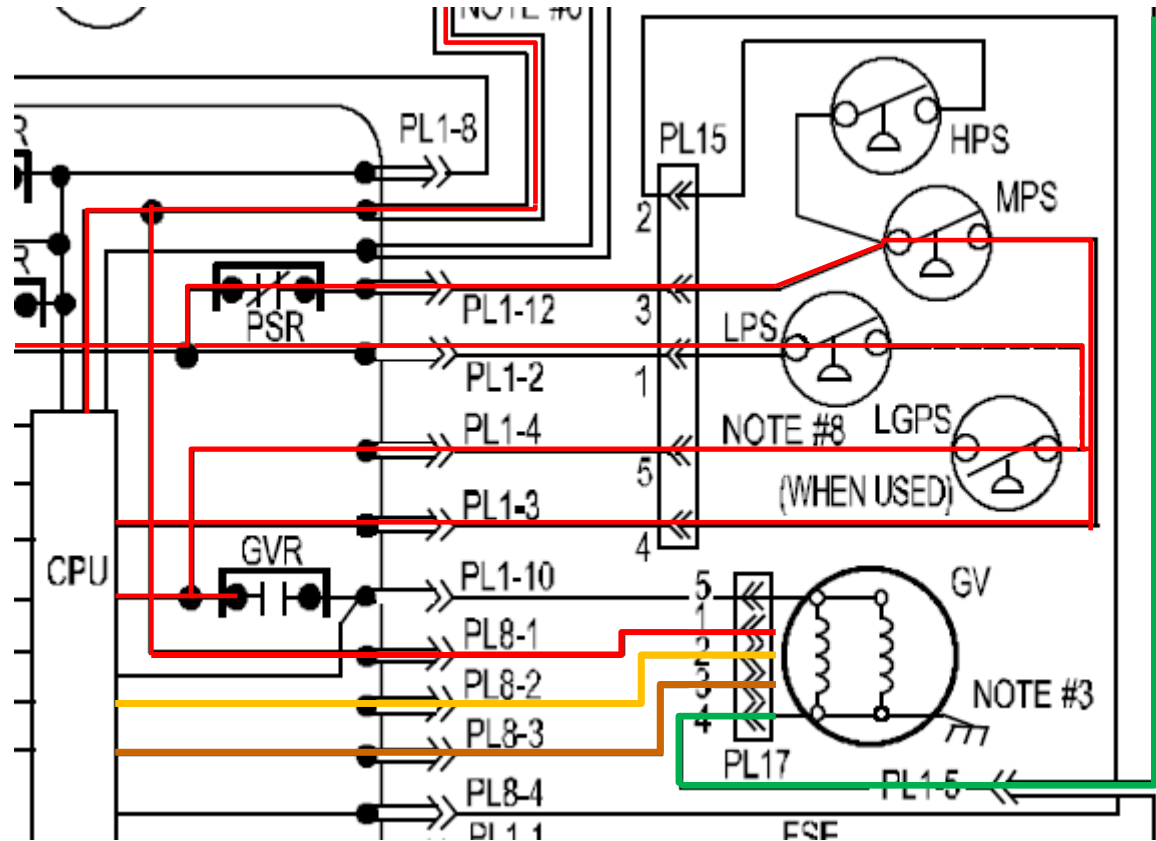 NOTE #6
R
PL1-8
PL15
HPS
2
MPS
R
PSR
PL1-12
3
LPS
PL1-2
1
PL1-4
NOTE #8
LGPS
5
(WHEN USED)
PL1-3
4
CPU
GVR
PL1-10
5
GV
1
PL8-1
2
PL8-2
3
NOTE #3
PL8-3
4
PL17
PL1-5
PL8-4
PL1-1